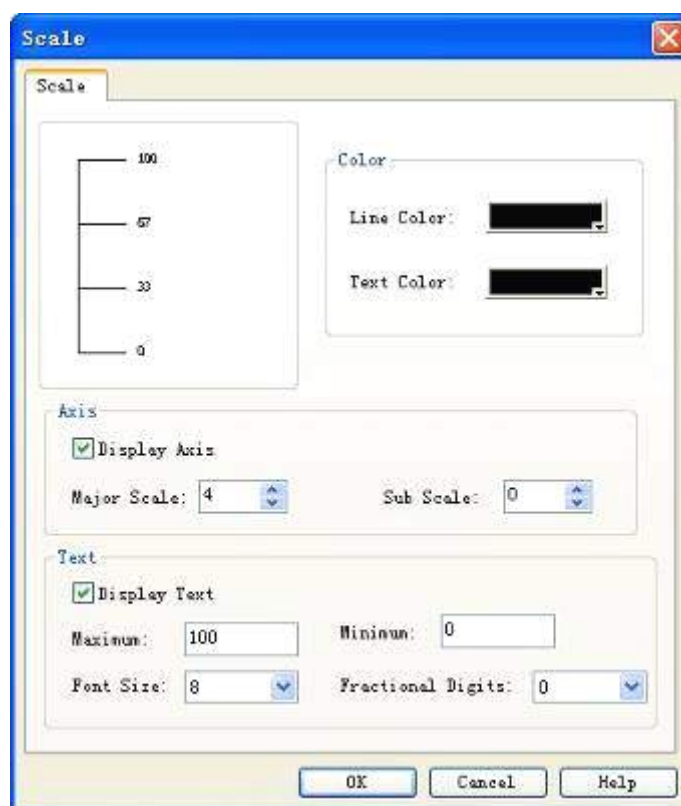 Scale
Scale
100
67
33
0
Color
Line Color:
Text Color:
Axis
Display Axis
Major Scale: 4
Sub Scale: 0
Text
Display Text
Maximum: 100
Minimum: 0
Font Size: 8
Fractional Digits: 0
OK
Cancel
Help